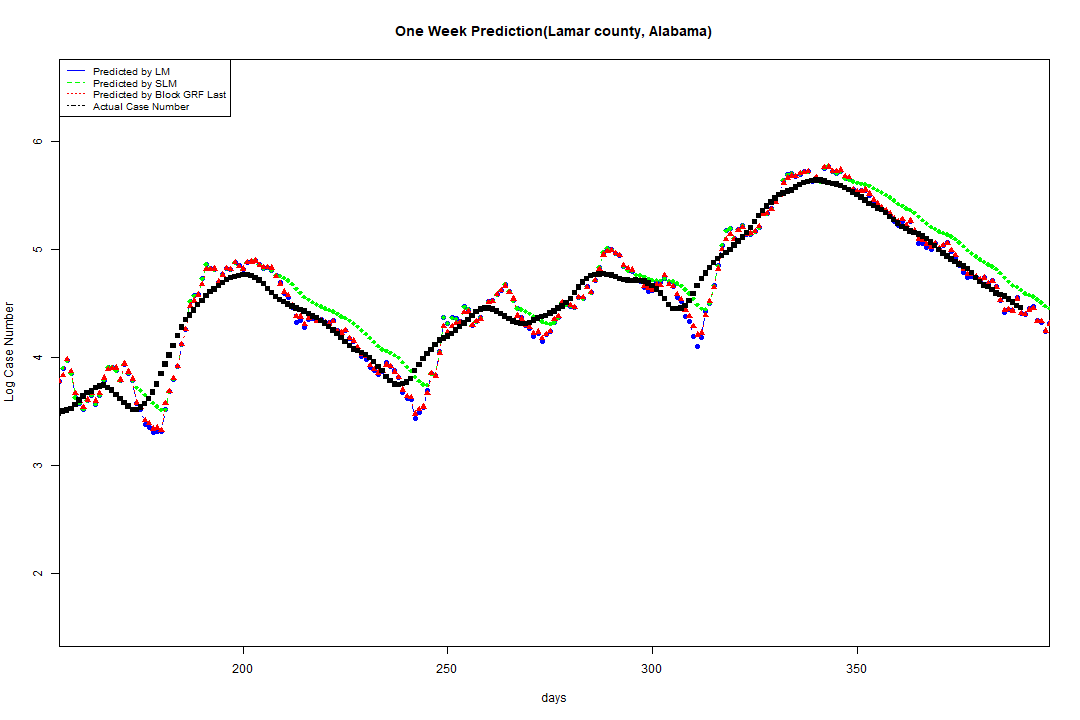 One Week Prediction(Lamar county, Alabama)
Predicted by LM
Predicted by SLM
Predicted by Block GRF Last
Actual Case Number
6
5
4
3
2
Log Case Number
200 250 300 350
days